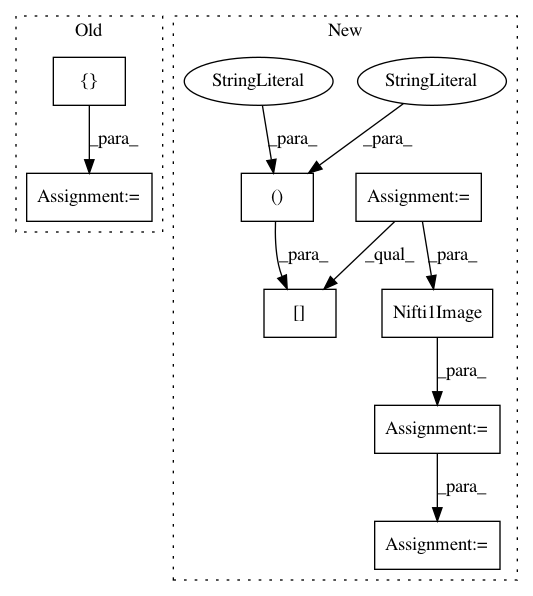 Old
New
{}
StringLiteral
StringLiteral
_para_
_para_
_para_
Assignment:=
()
Assignment:=
_para_
_qual_
_para_
[]
Nifti1Image
_para_
Assignment:=
_para_
Assignment:=